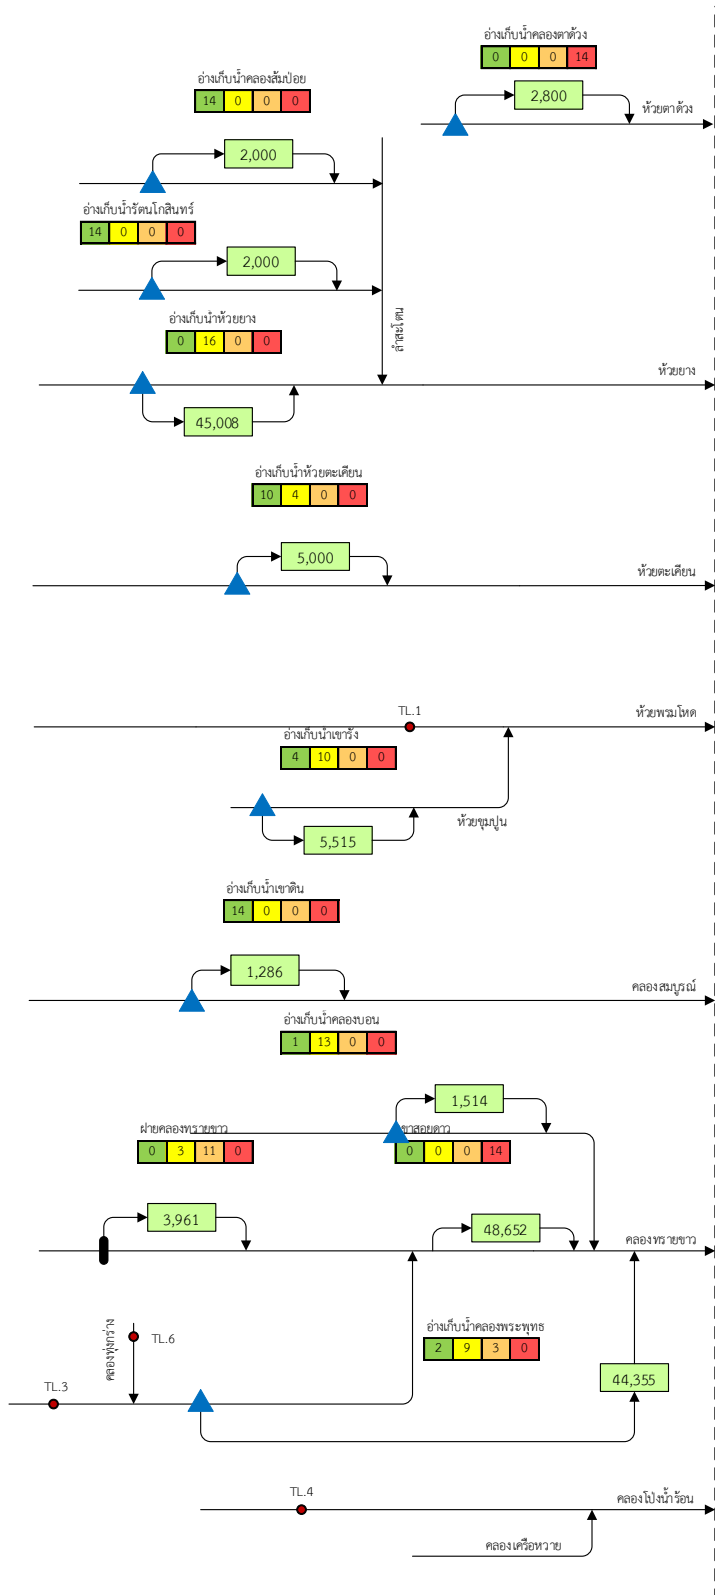 อ่างเก็บน้ำคลองตาด้วง
0 0 0 14
2,800
ห้วยตาด้วง
อ่างเก็บน้ำคลองส้มป่อย
14 0 0 0
2,000
อ่างเก็บน้ำรัตนโกสินทร์
14 0 0 0
2,000
ลำสะโตน
อ่างเก็บน้ำห้วยยาง
0 16 0 0
ห้วยยาง
45,008
อ่างเก็บน้ำห้วยตะเคียน
10 4 0 0
5,000
ห้วยตะเคียน
TL.1
ห้วยพรมโหด
อ่างเก็บน้ำเขารัง
4 10 0 0
ห้วยชุมปูน
5,515
อ่างเก็บน้ำเขาดิน
14 0 0 0
1,286
คลองสมบูรณ์
อ่างเก็บน้ำคลองบอน
1 13 0 0
1,514
ฝายคลองทรายขาว
0 3 11 0
เขาสอยดาว
0 0 0 14
3,961
48,652
คลองทรายขาว
คลองทุ่งกร่าง
TL.6
อ่างเก็บน้ำคลองพระพุทธ
2 9 3 0
44,355
TL.3
TL.4
คลองโป่งน้ำร้อน
คลองเครือหวาย